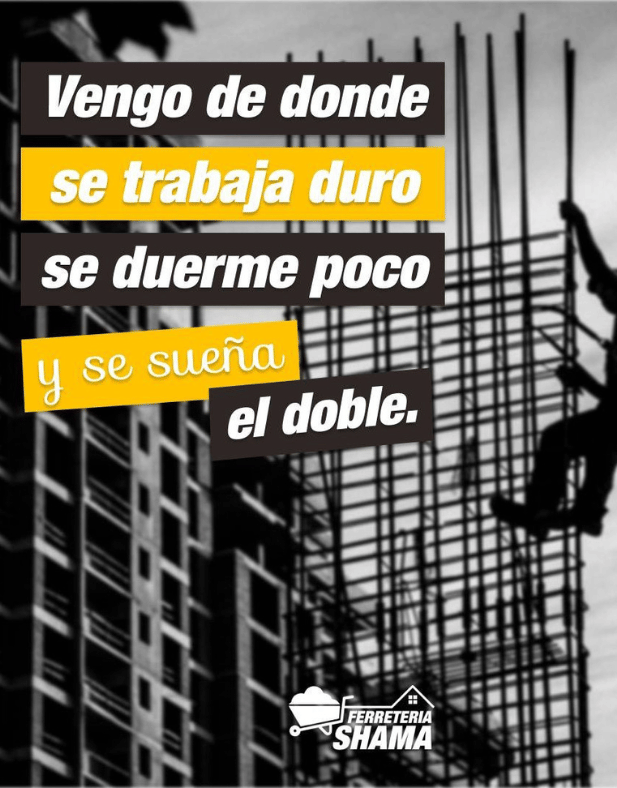 Vengo de donde
se trabaja duro
se duerme poco
y se sueña
el doble.
FERRETERIA
SHAMA